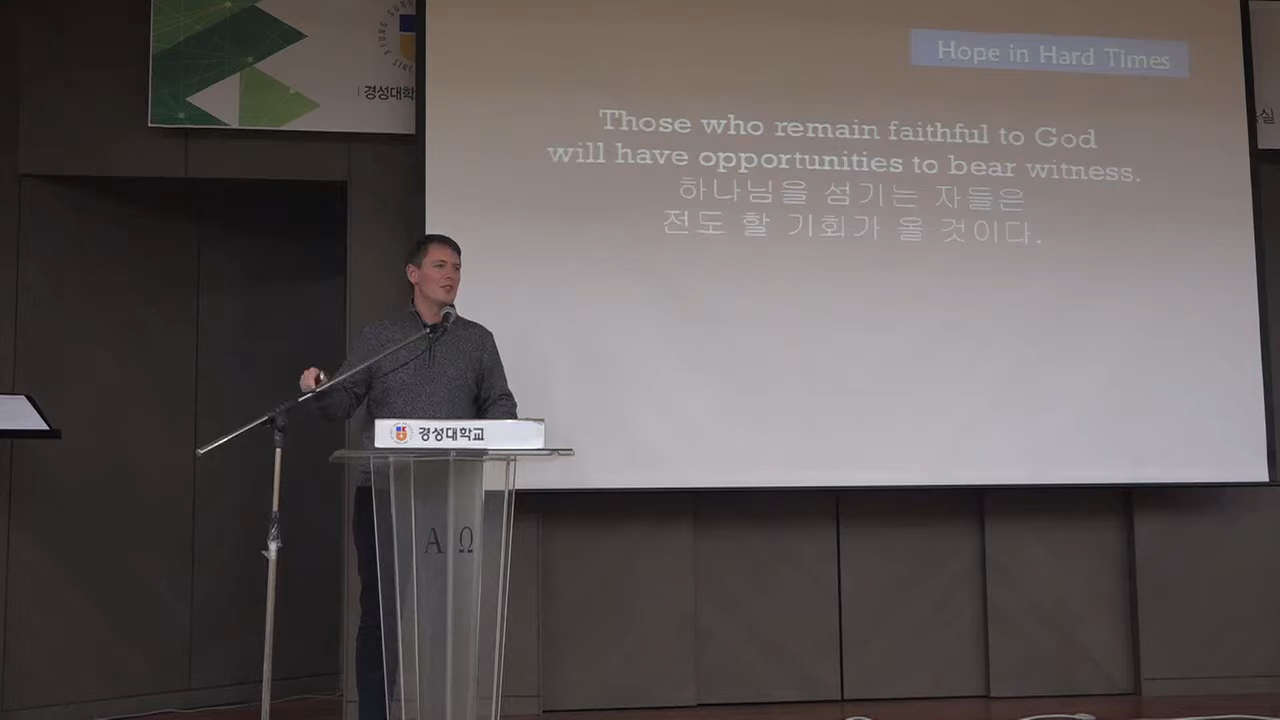 경성대학
Hope in Hard Times
Those who remain faithful to God
will have opportunities to bear witness.
하나님을 섬기는 자들은
전도 할 기회가 올 것이다.
실
경성대학교
Α Ω